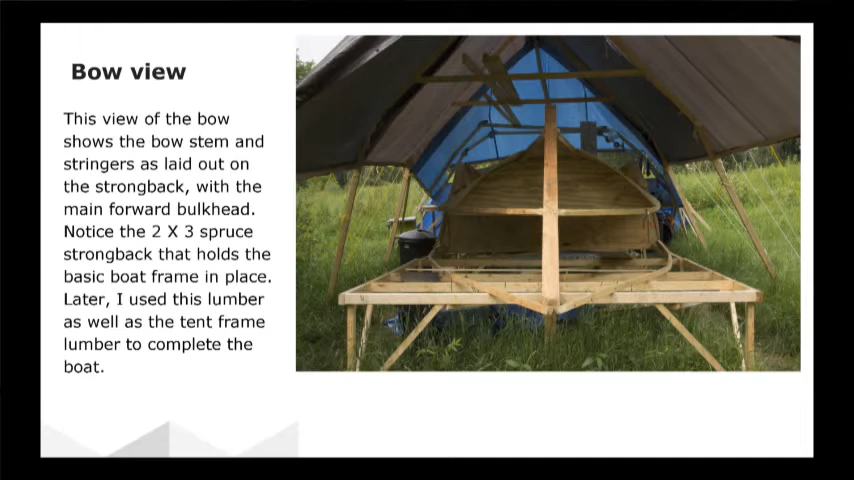 Bow view
This view of the bow
shows the bow stem and
stringers as laid out on
the strongback, with the
main forward bulkhead.
Notice the 2 X 3 spruce
strongback that holds the
basic boat frame in place.
Later, I used this lumber
as well as the tent frame
lumber to complete the
boat.